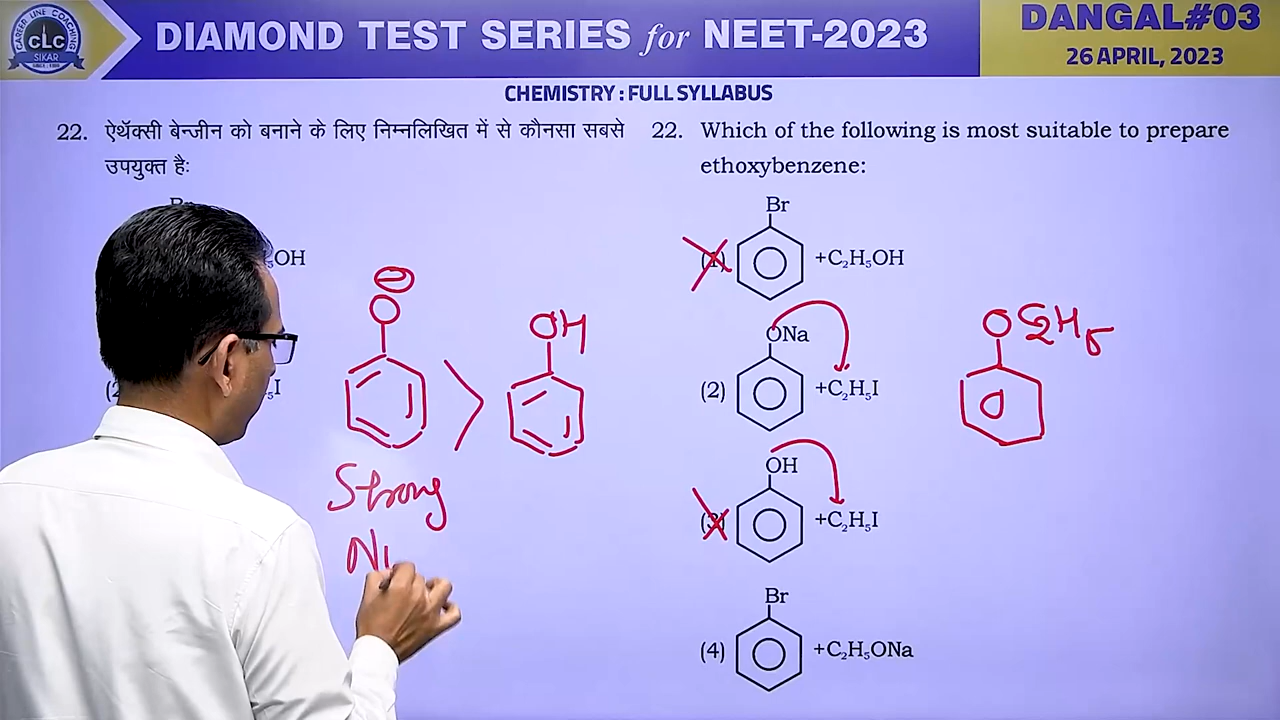 CAREER LINE COACHING
CLC
SIKAR
DIAMOND TEST SERIES for NEET-2023
DANGAL#03
26 APRIL, 2023
CHEMISTRY : FULL SYLLABUS
22. ऐथॅक्सी बेन्जीन को बनाने के लिए निम्नलिखित में से कौनसा सबसे
उपयुक्त है:
OH
I
O⊖
>
OH
Strong
22. Which of the following is most suitable to prepare
ethoxybenzene:
Br
(1) +C₂H₅OH
ONa
(2) +C₂H₅I
OC₂H₅
OH
(3) +C₂H₅I
Br
(4) +C₂H₅ONa